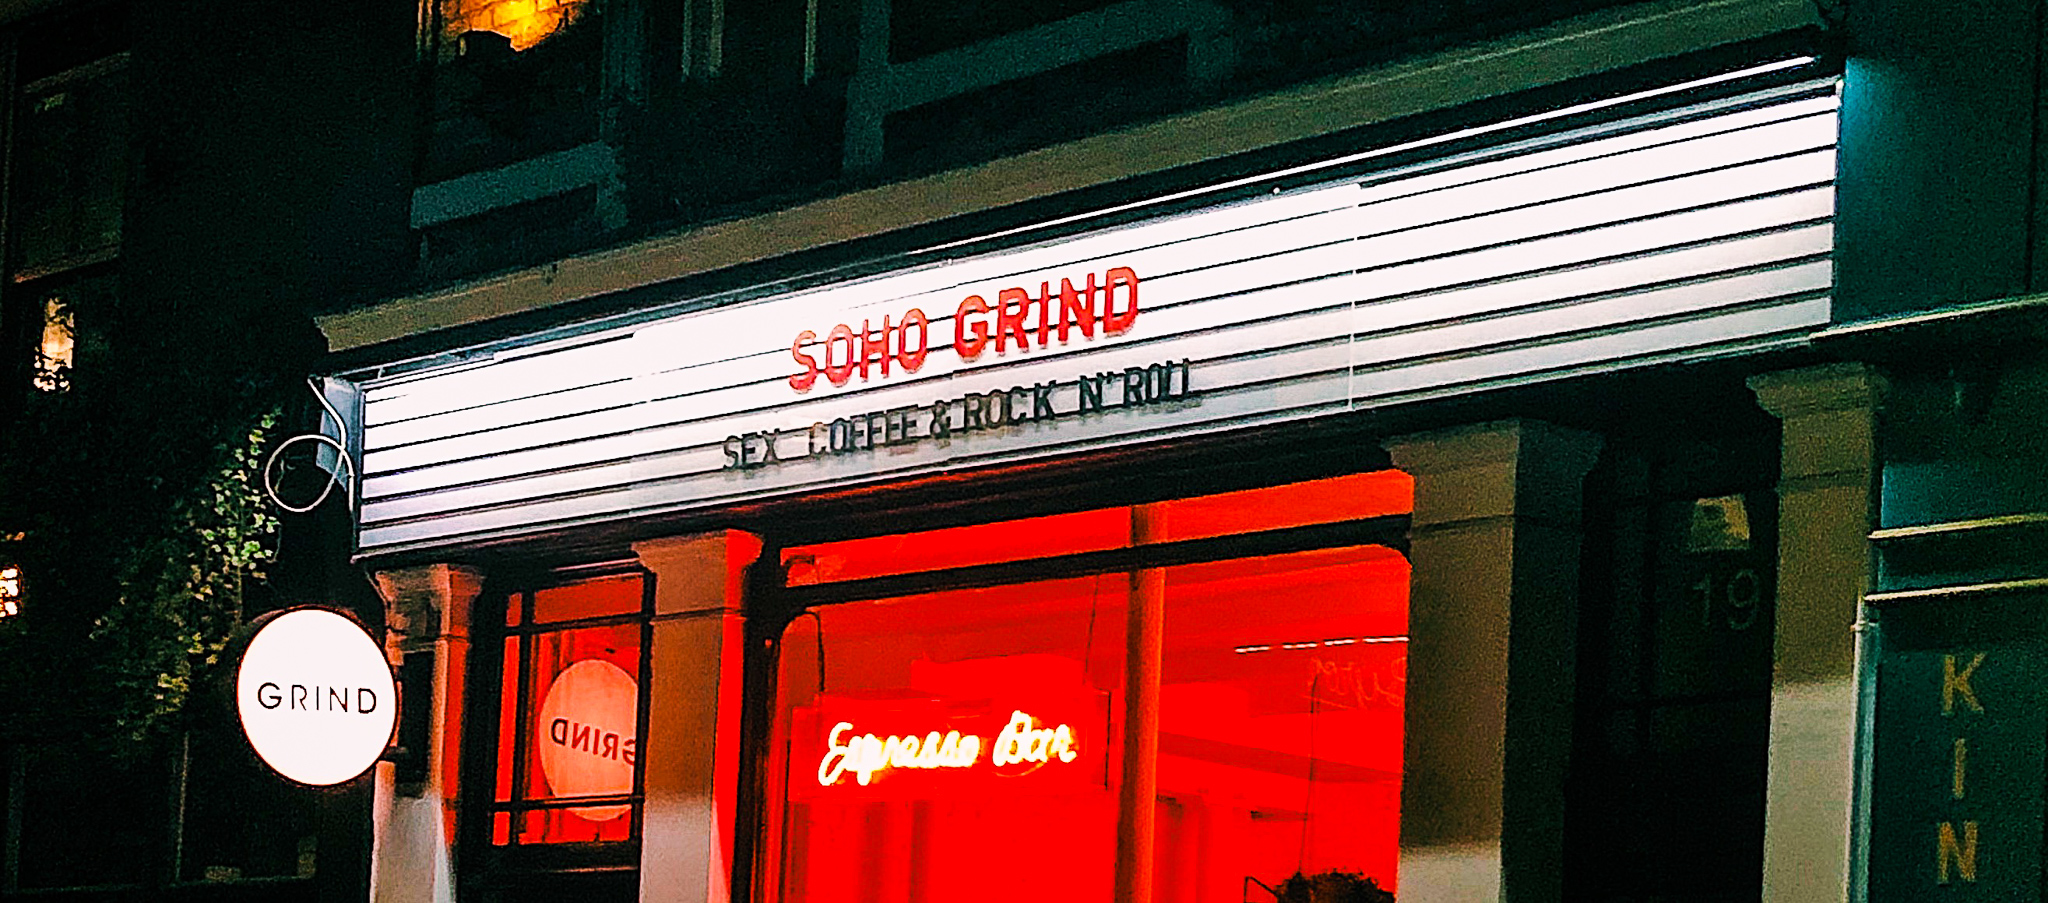 SOHO GRIND
SEX COFFEE & ROCK N' ROLL
GRIND
GRIND
Espresso Bar
19
KIN